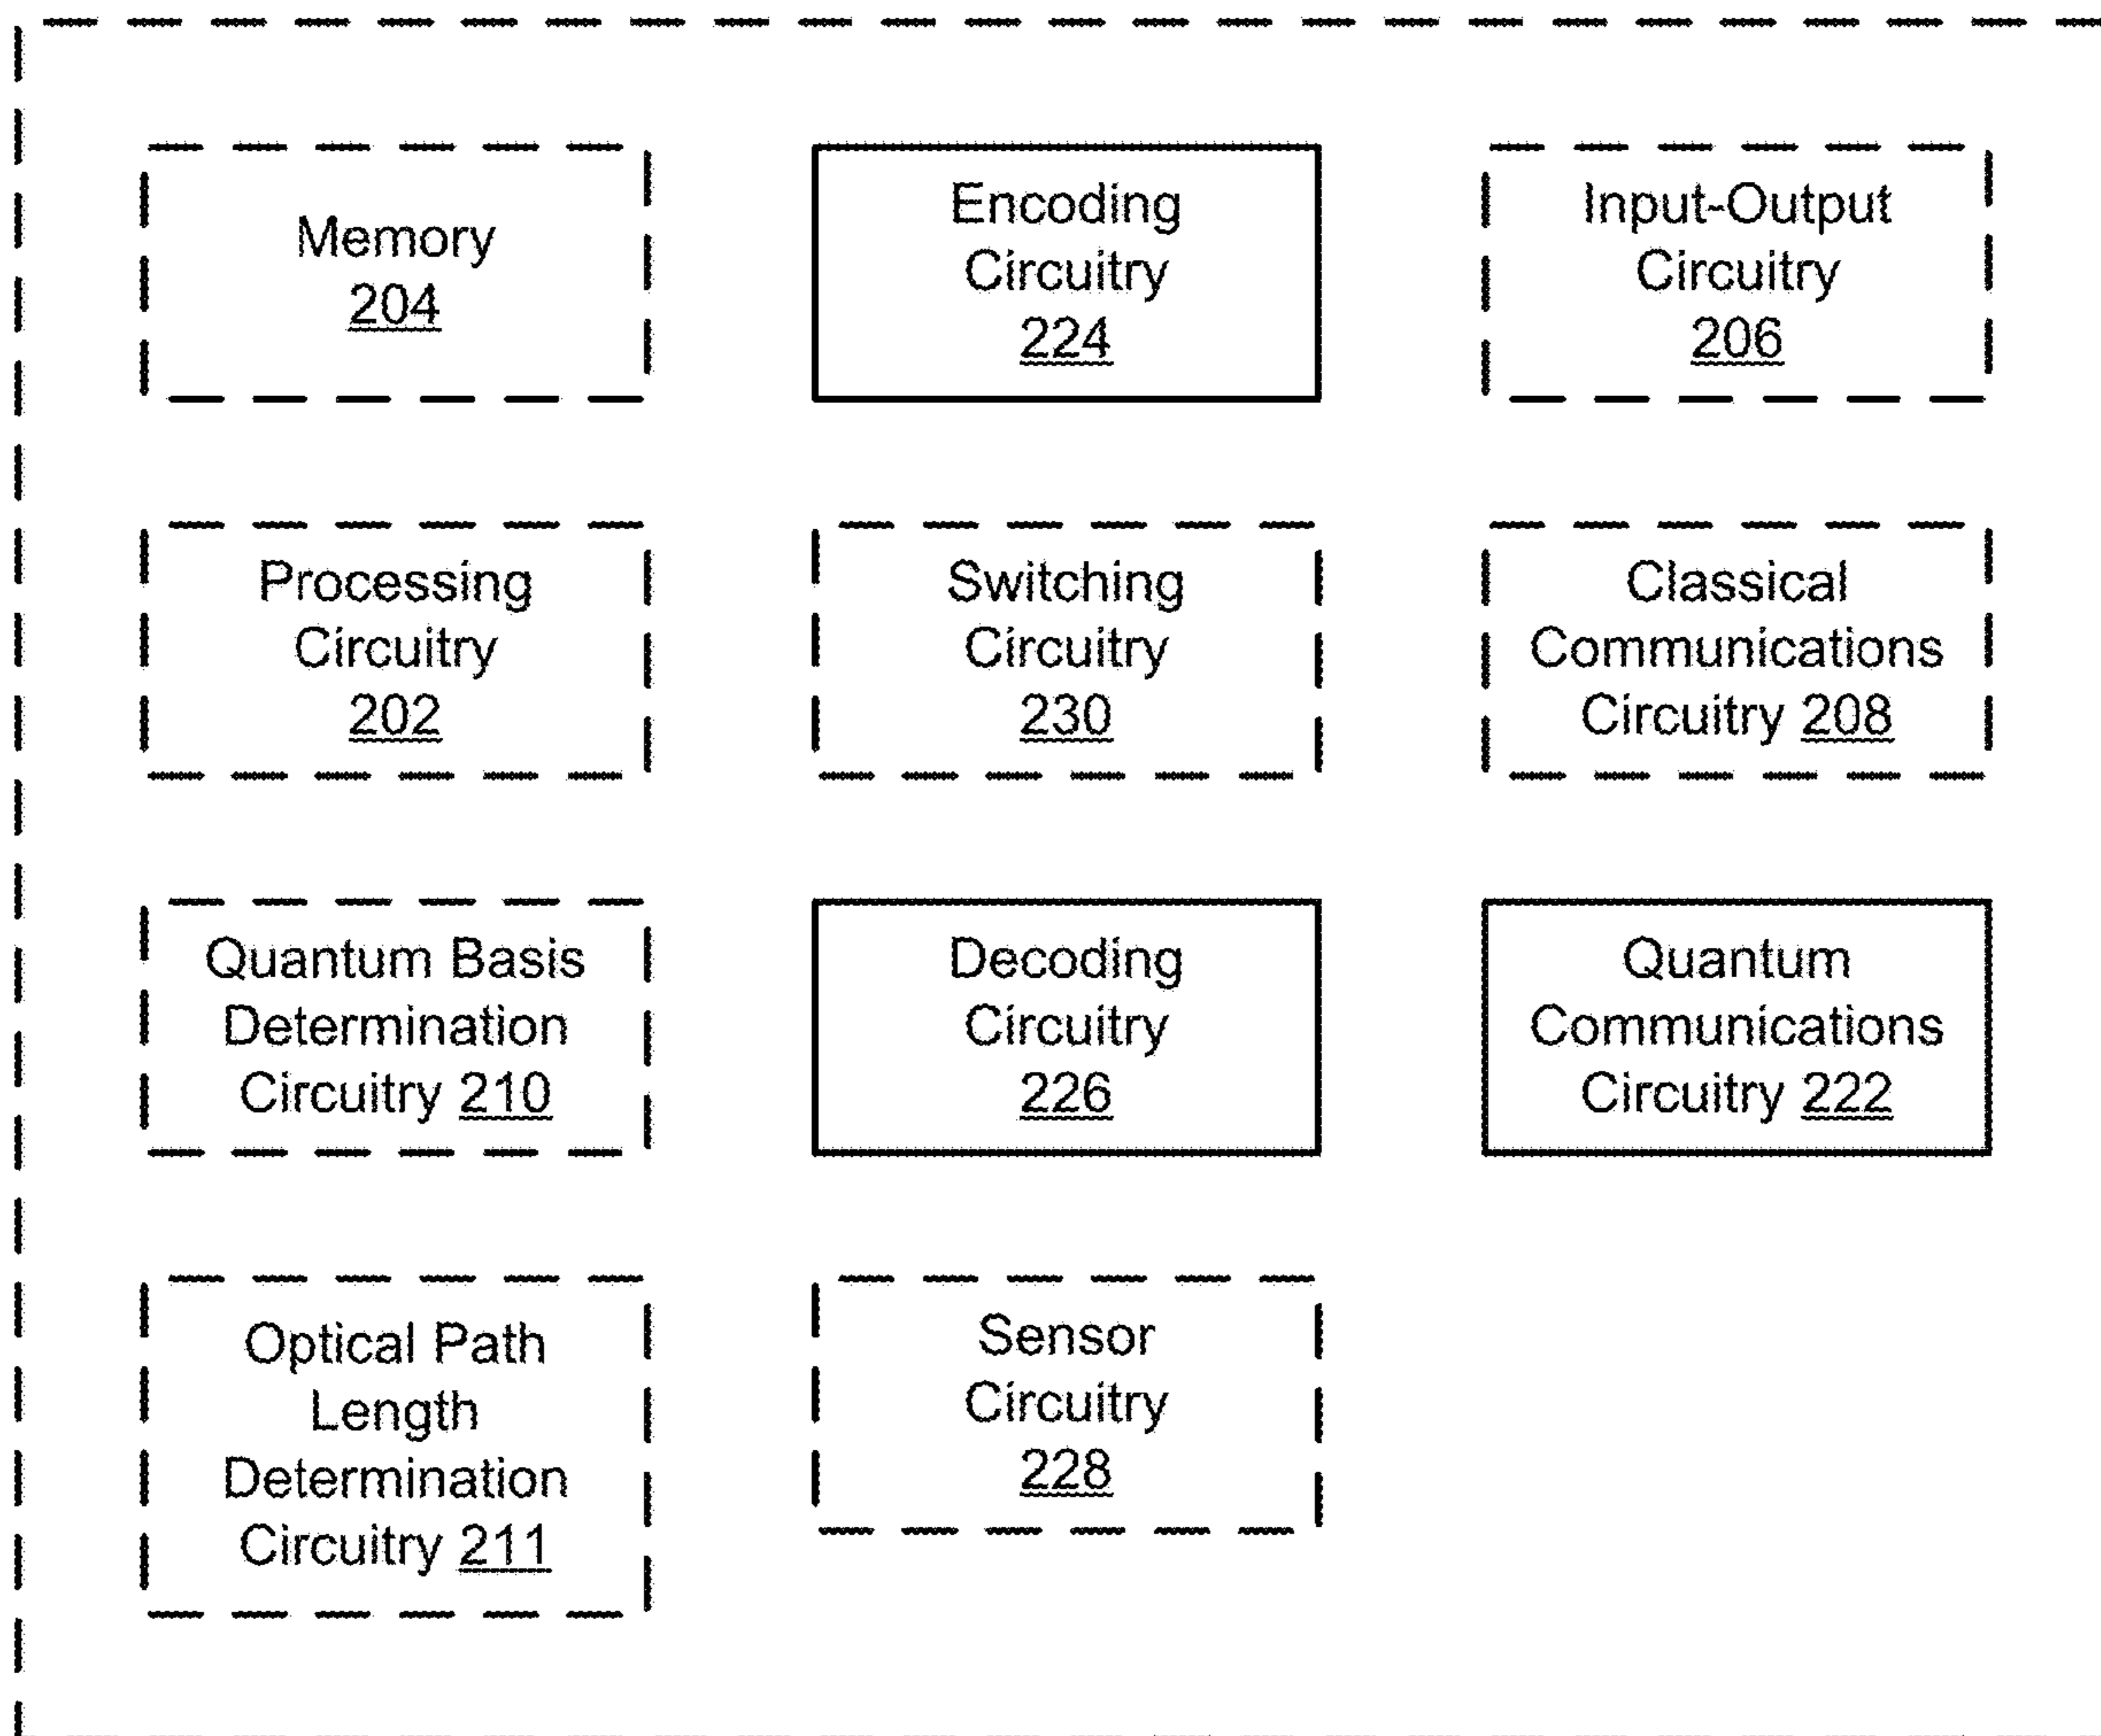 Memory
204
Encoding
Circuitry
224
Input-Output
Circuitry
206
Processing
Circuitry
202
Switching
Circuitry
230
Classical
Communications
Circuitry 208
Quantum Basis
Determination
Circuitry 210
Decoding
Circuitry
226
Quantum
Communications
Circuitry 222
Optical Path
Length
Determination
Circuitry 211
Sensor
Circuitry
228